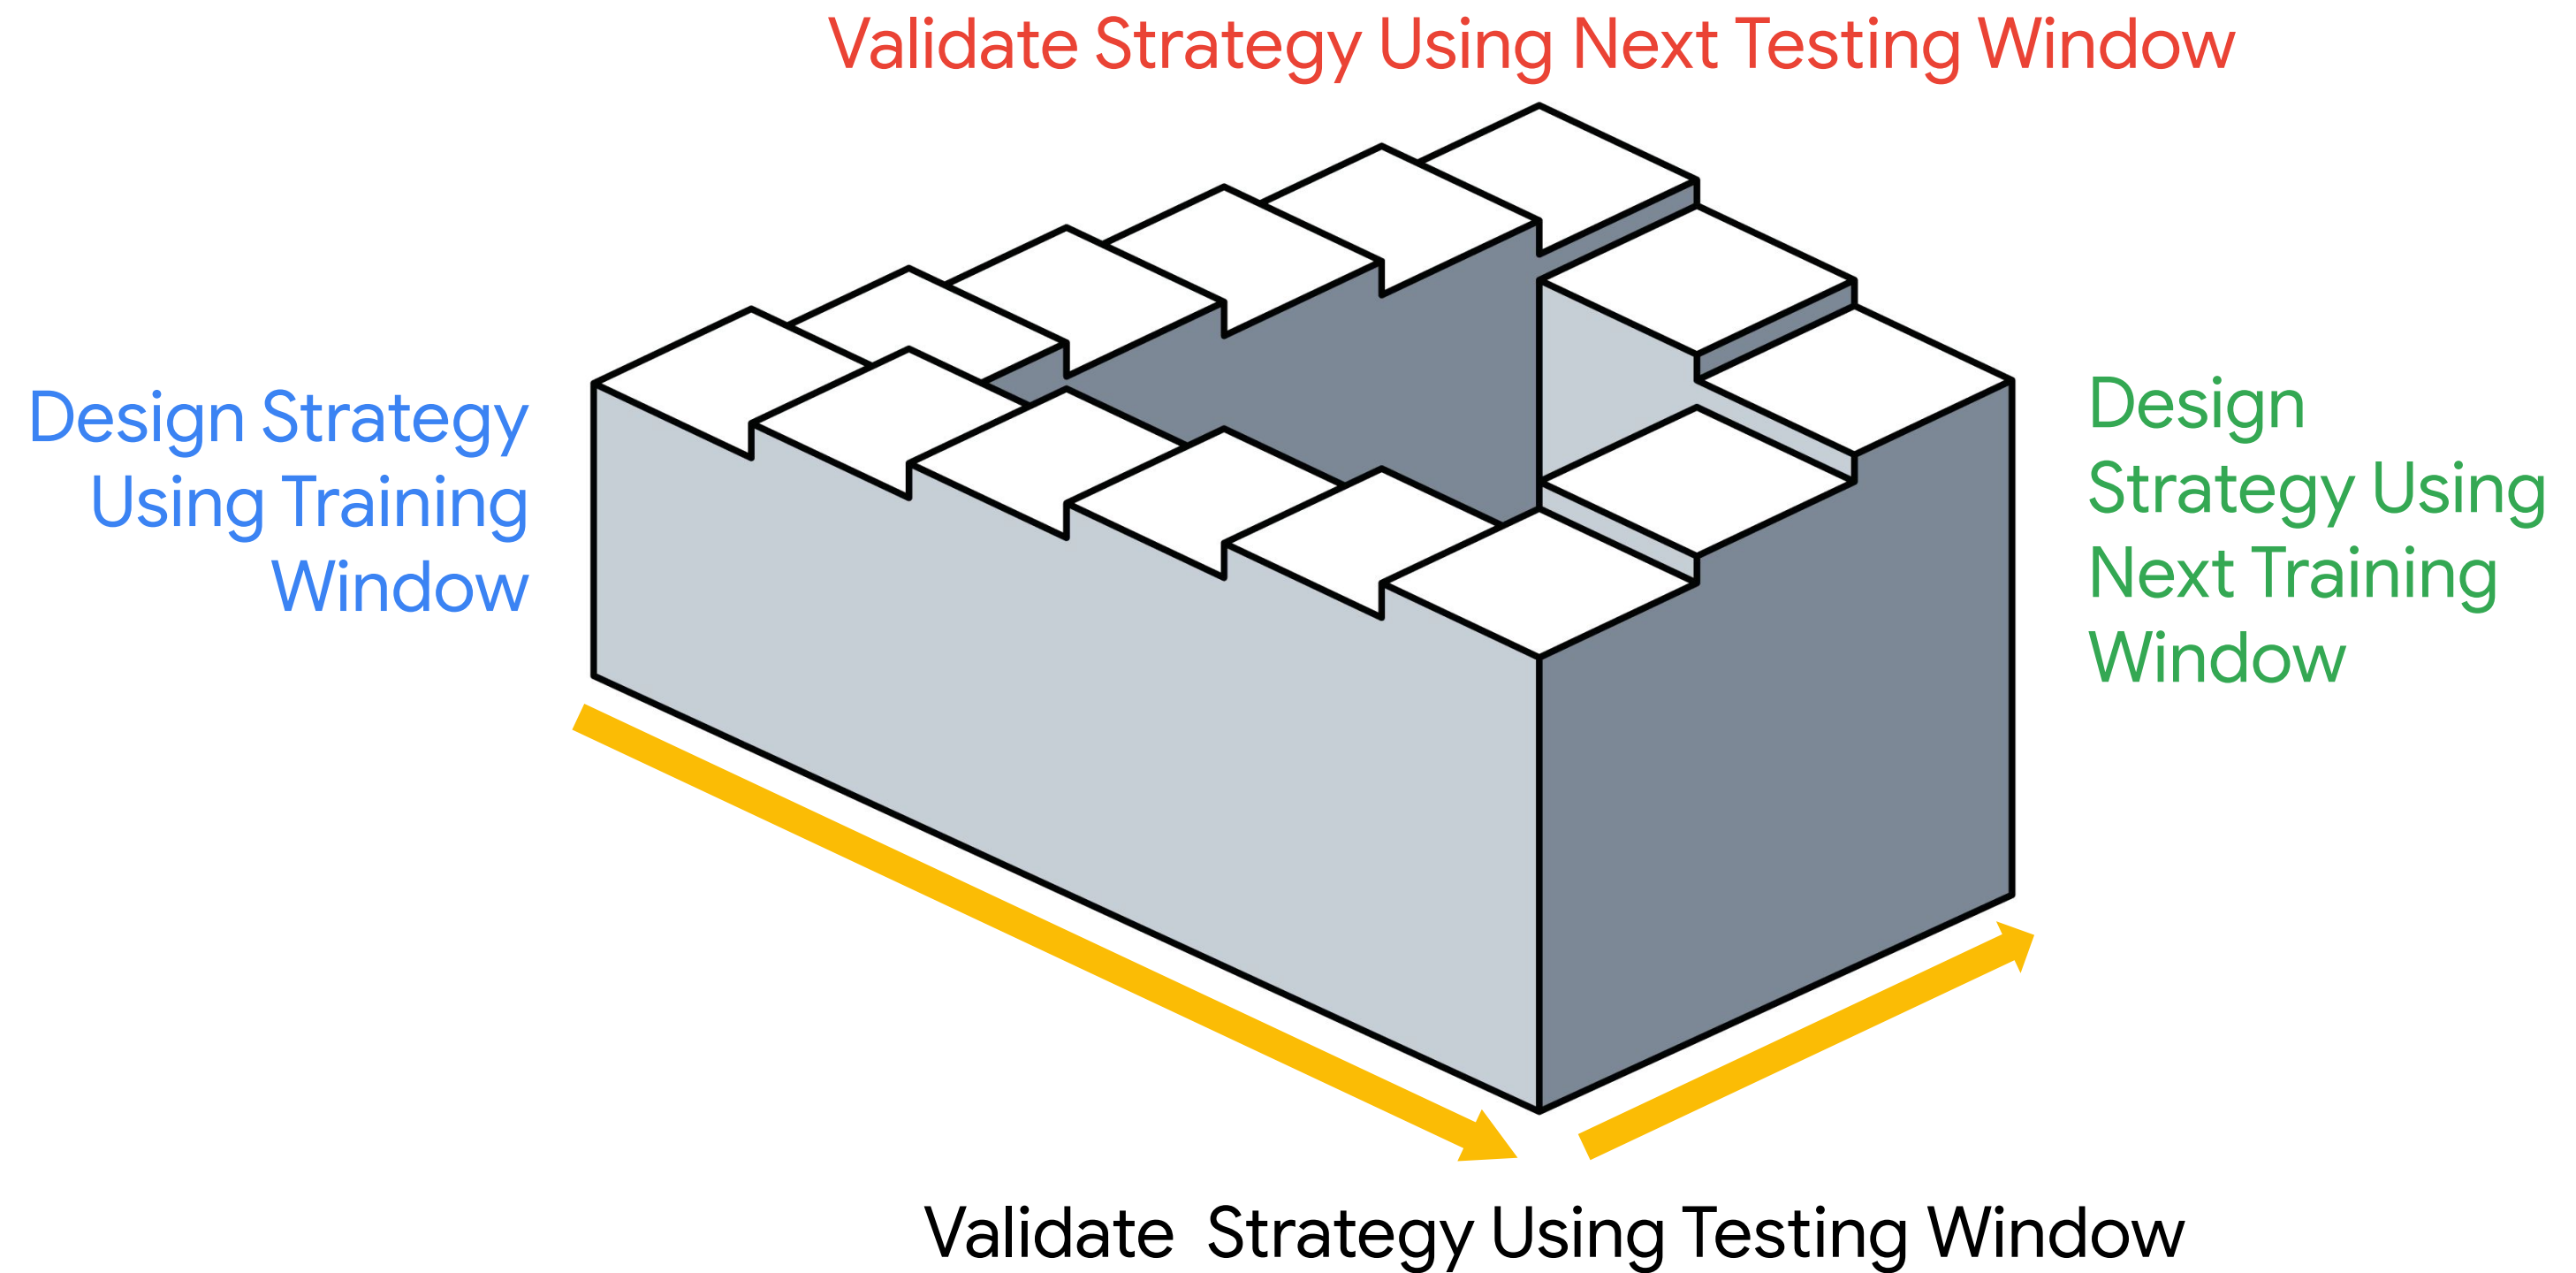 Validate Strategy Using Next Testing Window
Design Strategy
Using Training
Window
Design
Strategy Using
Next Training
Window
Validate  Strategy Using Testing Window